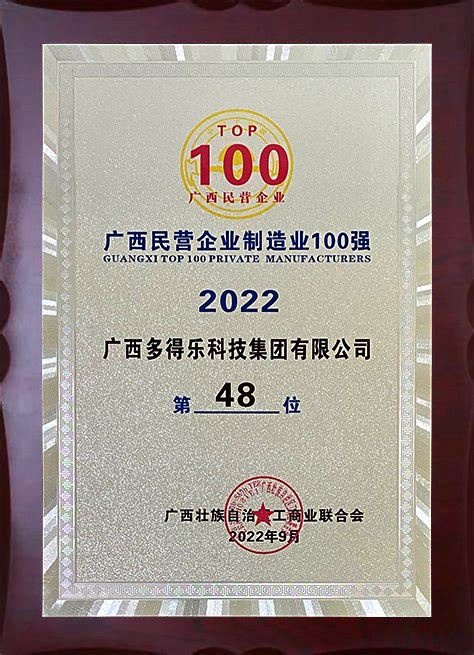 TOP
100
广西民营企业
广西民营企业制造业100强
GUANGXI TOP 100 PRIVATE MANUFACTURERS
2022
广西多得乐科技集团有限公司
第 48 位
广西壮族自治区工商业联合会
2022年9月